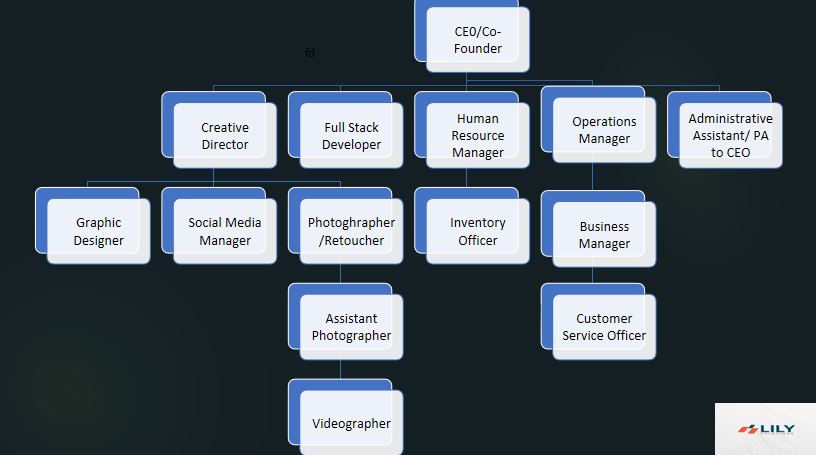 CE0/Co-
Founder
fd
Creative
Director
Full Stack
Developer
Human
Resource
Manager
Operations
Manager
Administrative
Assistant/ PA
to CEO
Graphic
Designer
Social Media
Manager
Photoghrapher
/Retoucher
Inventory
Officer
Business
Manager
Assistant
Photographer
Customer
Service Officer
Videographer
LILY